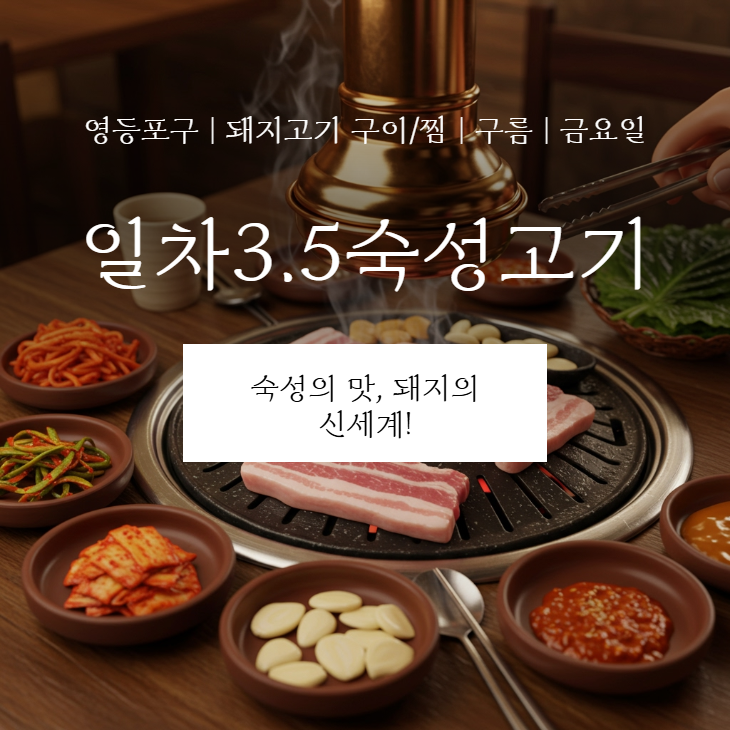 영등포구 | 돼지고기 구이/찜 | 구름 | 금요일
일차3.5숙성고기
숙성의 맛, 돼지의
신세계!